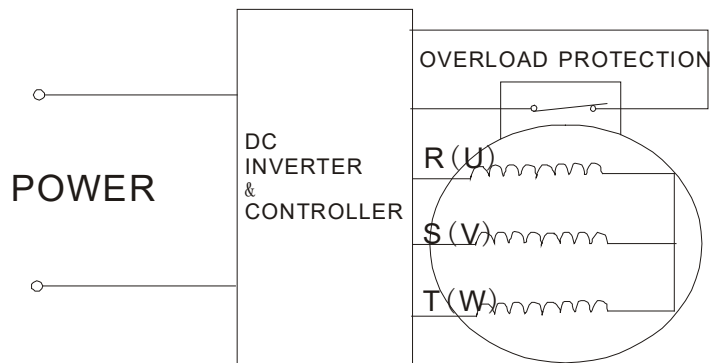 OVERLOAD PROTECTION
DC
INVERTER
&
CONTROLLER
POWER
R(U)
S(V)
T(W)